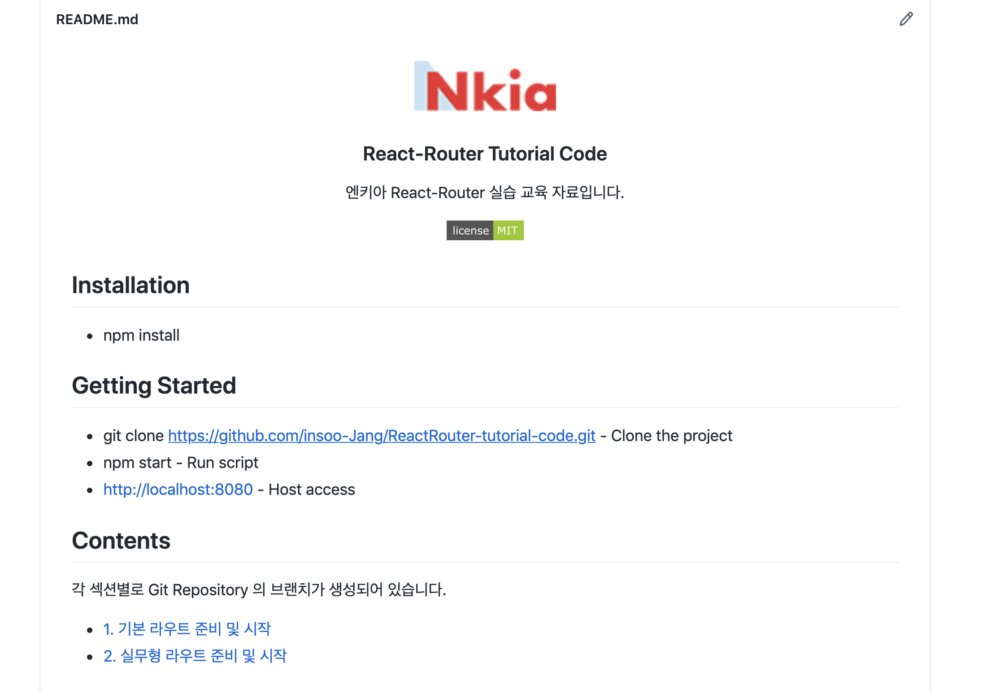 README.md
Nkia
React-Router Tutorial Code
엔키아 React-Router 실습 교육 자료입니다.
license MIT
Installation
npm install
Getting Started
git clone https://github.com/insoo-Jang/ReactRouter-tutorial-code.git - Clone the project
npm start - Run script
http://localhost:8080 - Host access
Contents
각 섹션별로 Git Repository 의 브랜치가 생성되어 있습니다.
1. 기본 라우트 준비 및 시작
2. 실무형 라우트 준비 및 시작